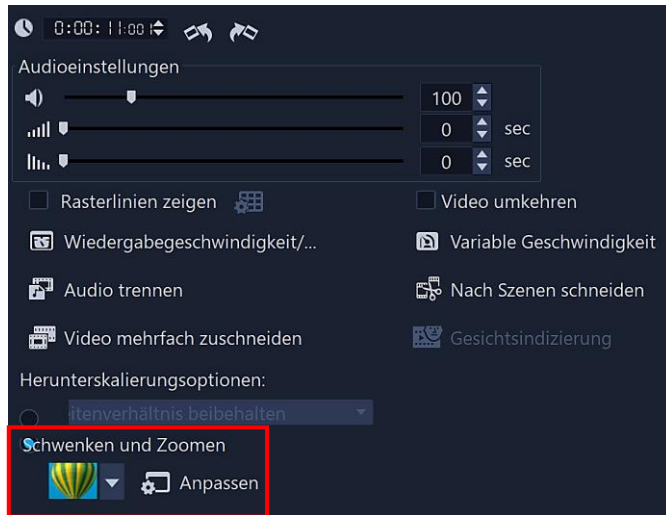 0:00:11:001
Audioeinstellungen
100
0 sec
0 sec
Rasterlinien zeigen Video umkehren
Wiedergabegeschwindigkeit/... Variable Geschwindigkeit
Audio trennen Nach Szenen schneiden
Video mehrfach zuschneiden Gesichtsindizierung
Herunterskalierungsoptionen:
itenverhältnis beibehalten
Schwenken und Zoomen
Anpassen